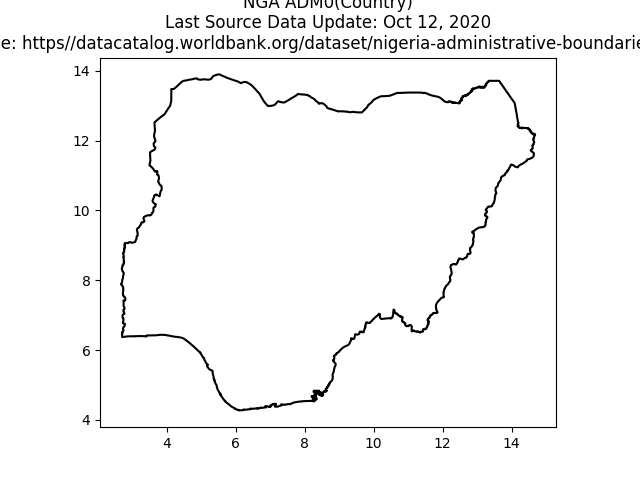 NGA ADM0(Country)
Last Source Data Update: Oct 12, 2020
e: https//datacatalog.worldbank.org/dataset/nigeria-administrative-boundarie
14
12
10
8
6
4
4 6 8 10 12 14